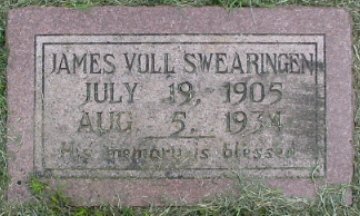 JAMES VOLL SWEARINGEN
JULY 19, 1905
AUG 5, 1934
His memory is blessed